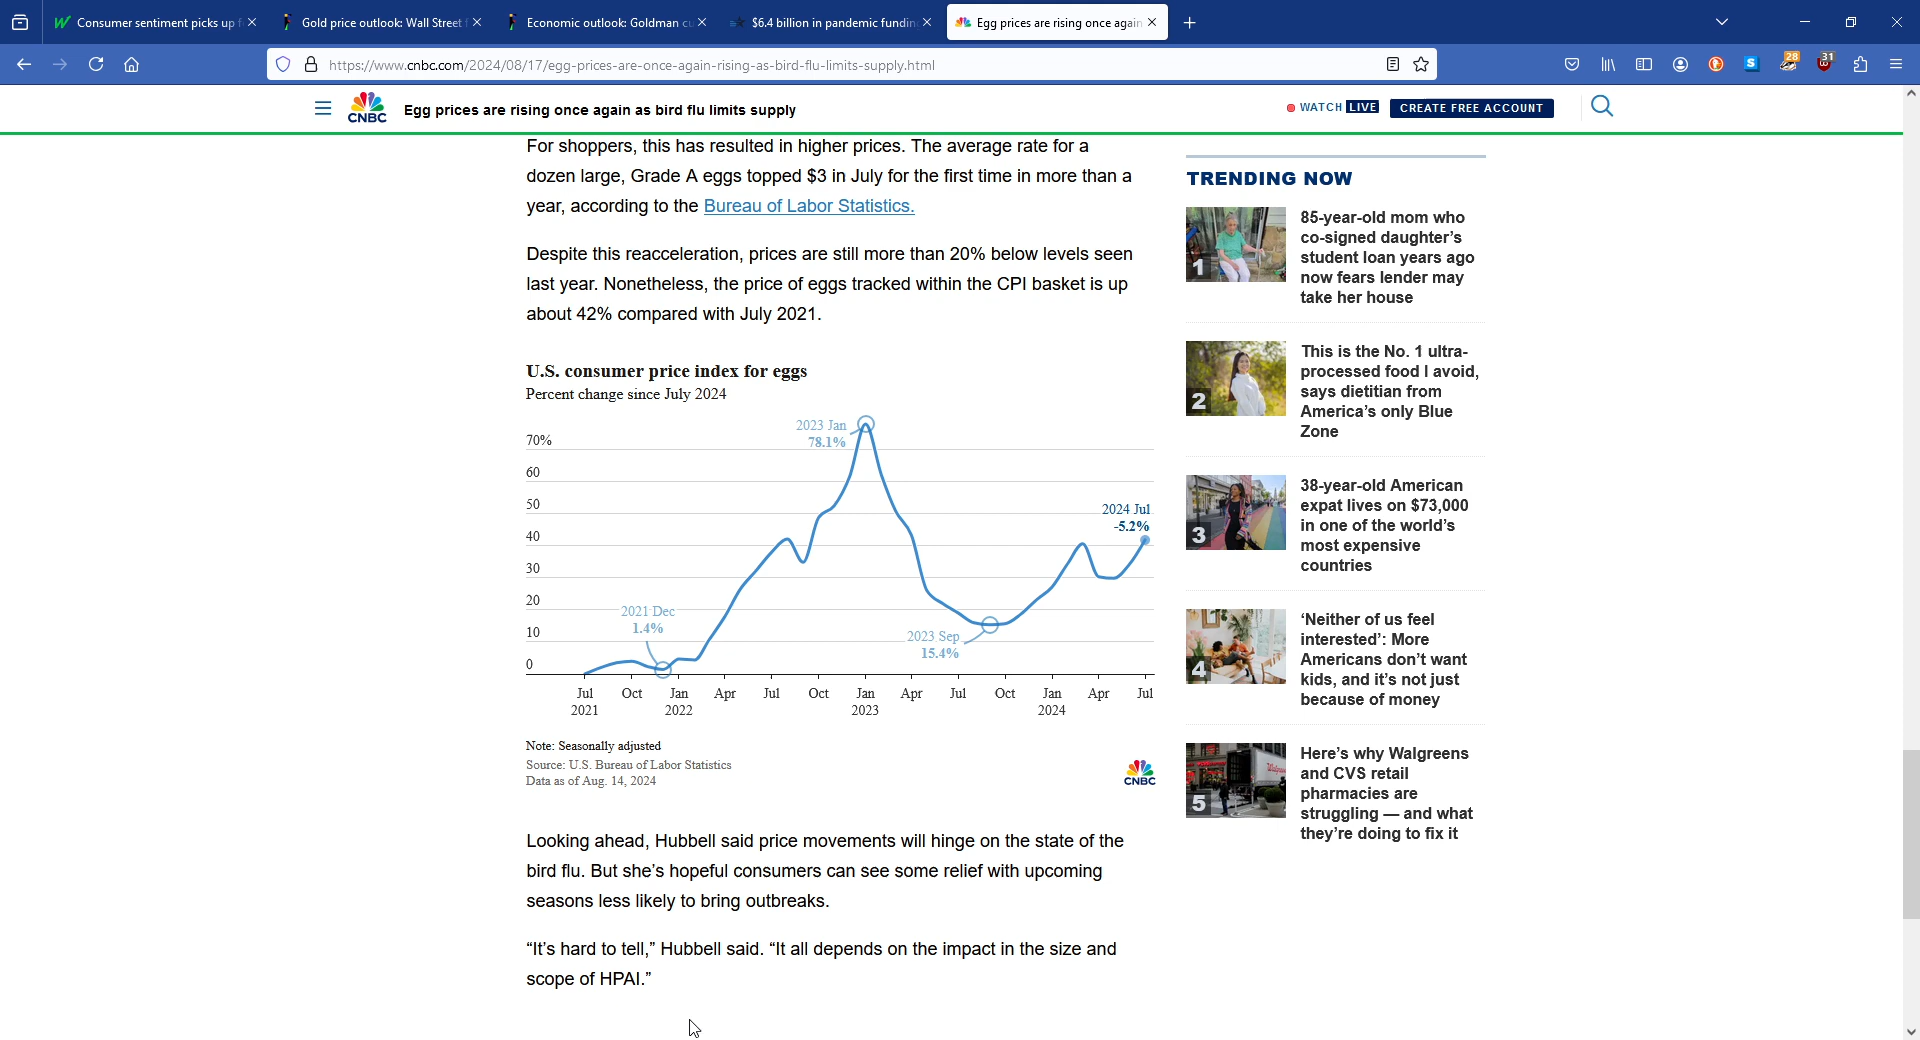 Consumer sentiment picks up f
Gold price outlook: Wall Street f
Economic outlook: Goldman cu
$6.4 billion in pandemic fundin
Egg prices are rising once again
https://www.cnbc.com/2024/08/17/egg-prices-are-once-again-rising-as-bird-flu-limits-supply.html
28
31
CNBC
Egg prices are rising once again as bird flu limits supply
WATCH LIVE
CREATE FREE ACCOUNT
For shoppers, this has resulted in higher prices. The average rate for a
dozen large, Grade A eggs topped $3 in July for the first time in more than a
year, according to the Bureau of Labor Statistics.
Despite this reacceleration, prices are still more than 20% below levels seen
last year. Nonetheless, the price of eggs tracked within the CPI basket is up
about 42% compared with July 2021.
U.S. consumer price index for eggs
Percent change since July 2024
2023 Jan
78.1%
70%
60
50
40
30
20
10
0
2024 Jul
-5.2%
2021 Dec
1.4%
2023 Sep
15.4%
Jul Oct Jan Apr Jul Oct Jan Apr Jul Oct Jan Apr Jul
2021 2022 2023 2024
Note: Seasonally adjusted
Source: U.S. Bureau of Labor Statistics
Data as of Aug. 14, 2024
CNBC
Looking ahead, Hubbell said price movements will hinge on the state of the
bird flu. But she’s hopeful consumers can see some relief with upcoming
seasons less likely to bring outbreaks.
“It’s hard to tell,” Hubbell said. “It all depends on the impact in the size and
scope of HPAI.”
TRENDING NOW
1
85-year-old mom who
co-signed daughter’s
student loan years ago
now fears lender may
take her house
2
This is the No. 1 ultra-
processed food I avoid,
says dietitian from
America’s only Blue
Zone
3
38-year-old American
expat lives on $73,000
in one of the world’s
most expensive
countries
4
‘Neither of us feel
interested’: More
Americans don’t want
kids, and it’s not just
because of money
5
Here’s why Walgreens
and CVS retail
pharmacies are
struggling — and what
they’re doing to fix it